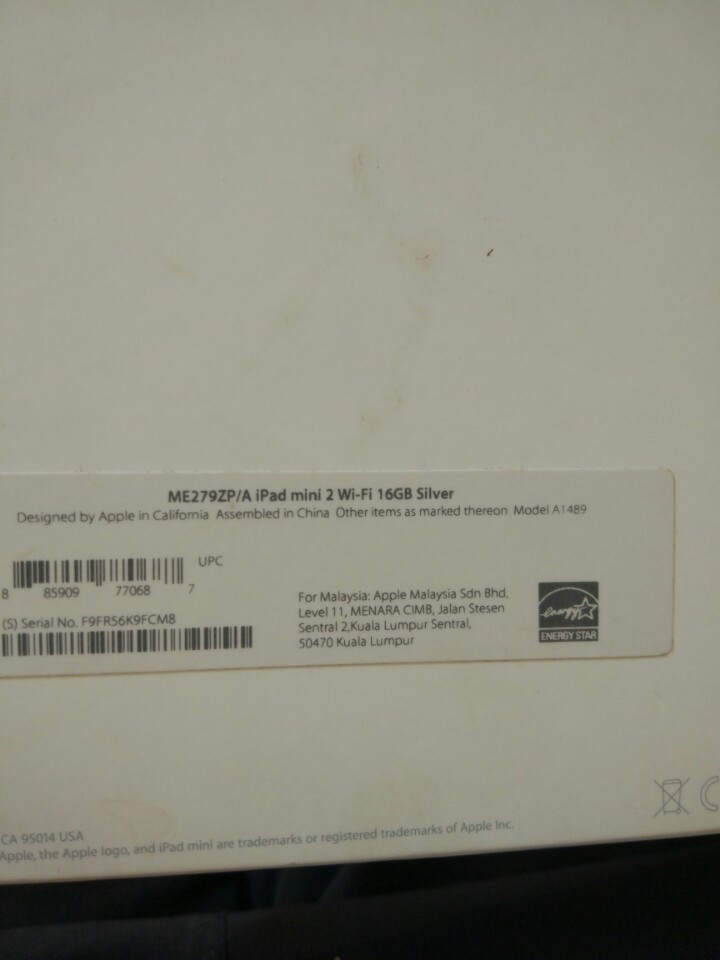 ME279ZP/A iPad mini 2 Wi-Fi 16GB Silver
Designed by Apple in California Assembled in China Other items as marked thereon Model A1489
UPC
8 85909 77068 7
(S) Serial No. F9FR56K9FCM8
For Malaysia: Apple Malaysia Sdn Bhd.
Level 11, MENARA CIMB, Jalan Stesen
Sentral 2,Kuala Lumpur Sentral,
50470 Kuala Lumpur
energy
ENERGY STAR
CA 95014 USA
Apple, the Apple logo, and iPad mini are trademarks or registered trademarks of Apple Inc.